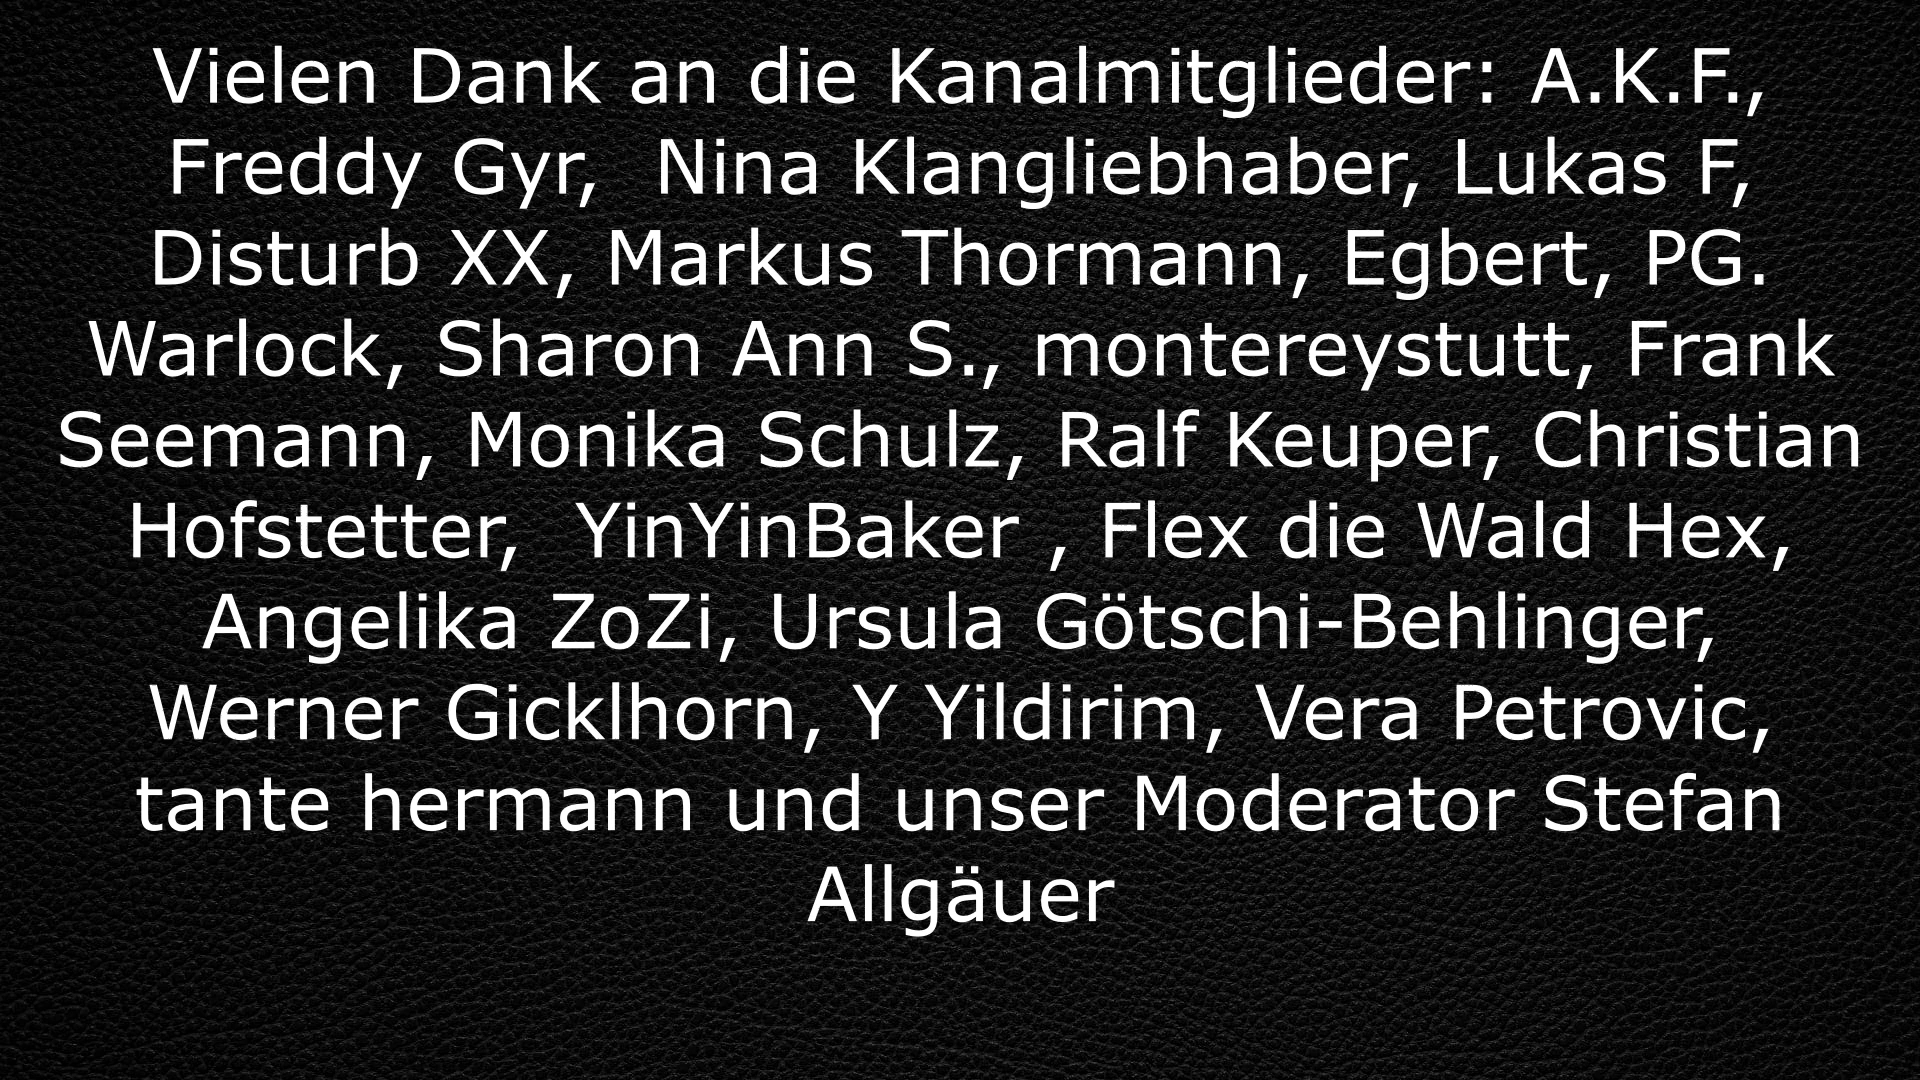 Vielen Dank an die Kanalmitglieder: A.K.F.,
Freddy Gyr,  Nina Klangliebhaber, Lukas F,
Disturb XX, Markus Thormann, Egbert, PG.
Warlock, Sharon Ann S., montereystutt, Frank
Seemann, Monika Schulz, Ralf Keuper, Christian
Hofstetter,  YinYinBaker , Flex die Wald Hex,
Angelika ZoZi, Ursula Götschi-Behlinger,
Werner Gicklhorn, Y Yildirim, Vera Petrovic,
tante hermann und unser Moderator Stefan
Allgäuer